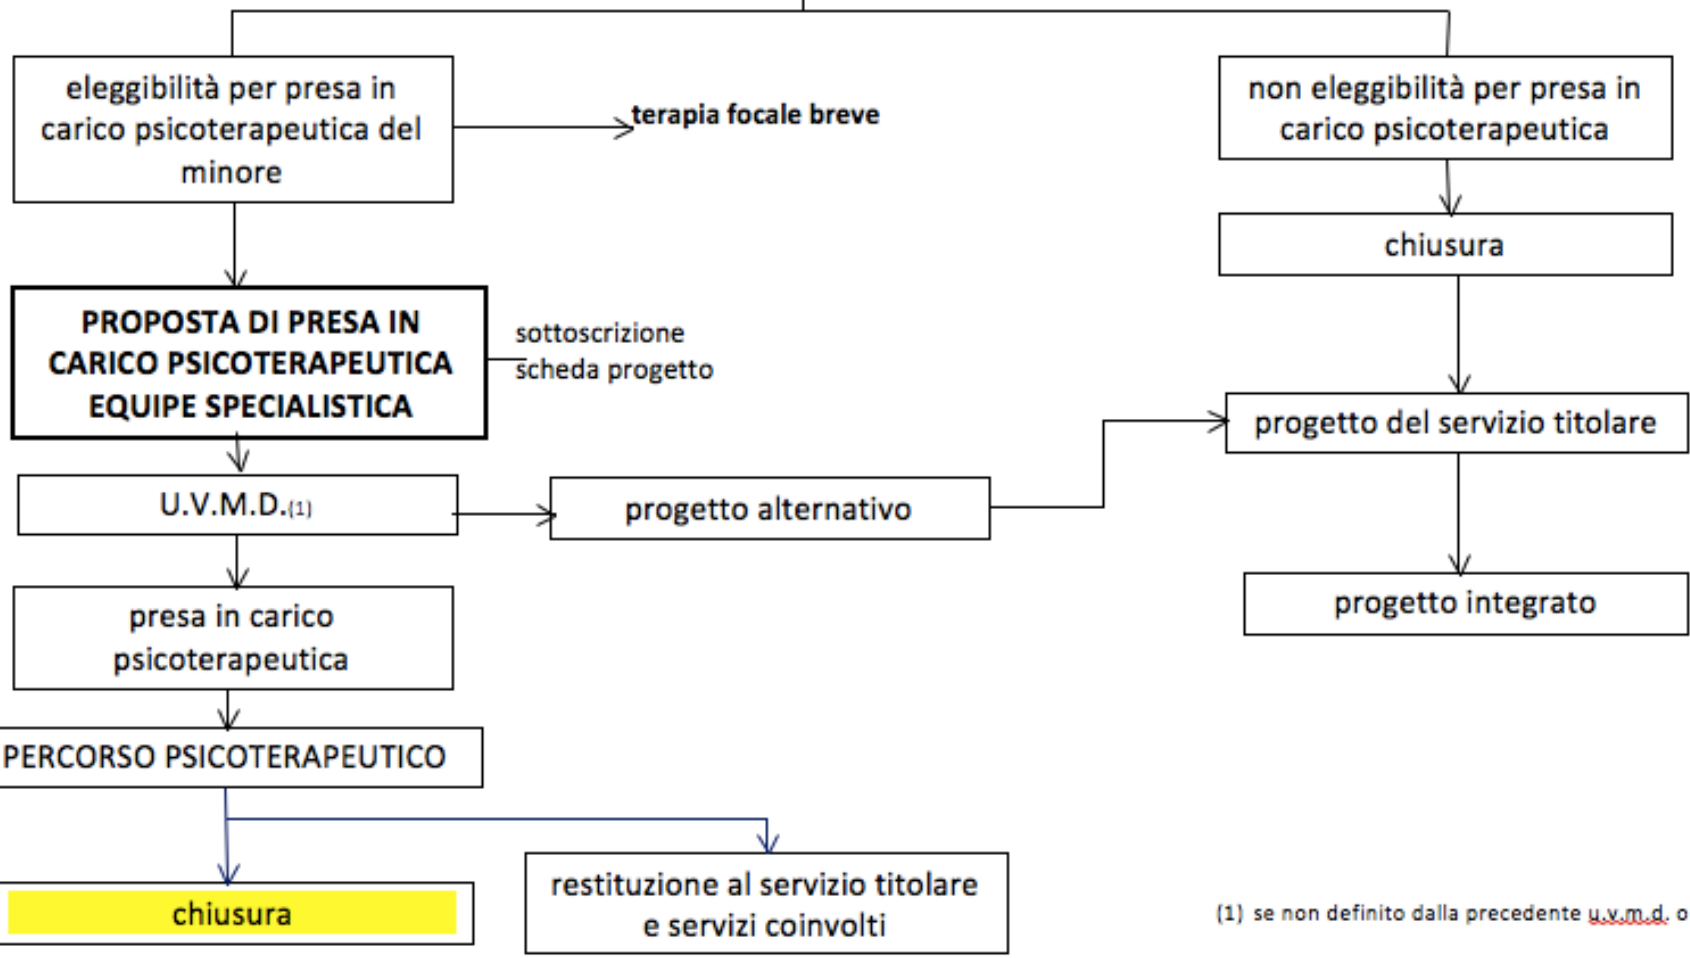 eleggibilità per presa in
carico psicoterapeutica del
minore
terapia focale breve
non eleggibilità per presa in
carico psicoterapeutica
chiusura
PROPOSTA DI PRESA IN
CARICO PSICOTERAPEUTICA
EQUIPE SPECIALISTICA
sottoscrizione
scheda progetto
progetto del servizio titolare
U.V.M.D.(1)
progetto alternativo
presa in carico
psicoterapeutica
progetto integrato
PERCORSO PSICOTERAPEUTICO
chiusura
restituzione al servizio titolare
e servizi coinvolti
(1) se non definito dalla precedente u.v.m.d. o